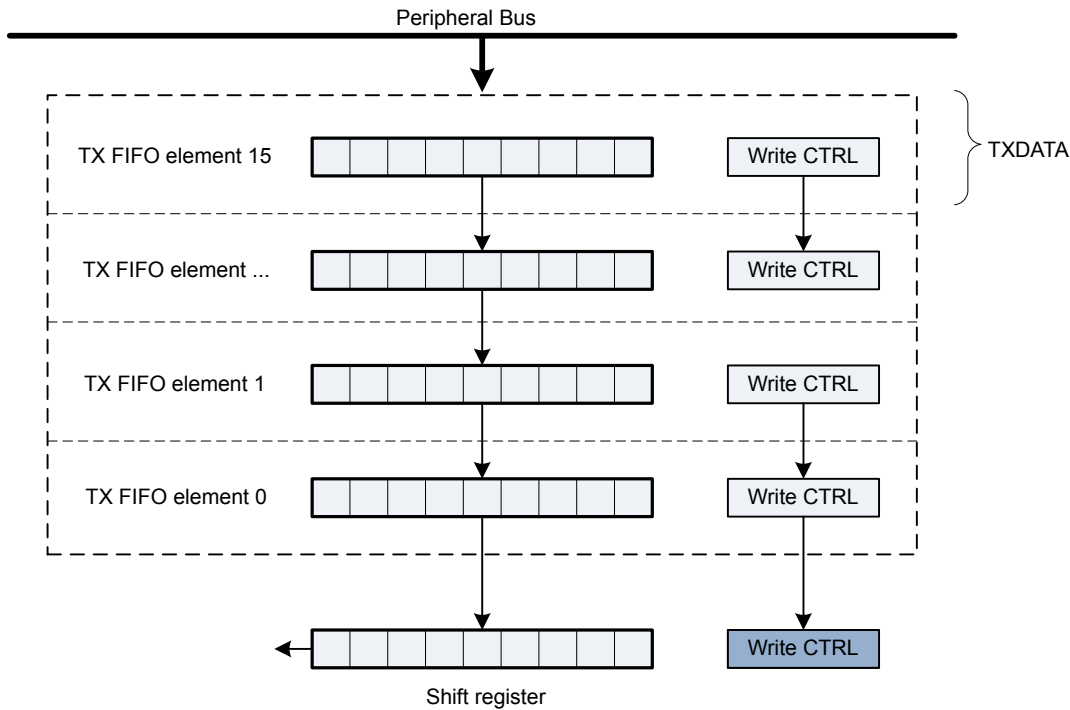 Peripheral Bus
TX FIFO element 15
Write CTRL
TXDATA
TX FIFO element ...
Write CTRL
TX FIFO element 1
Write CTRL
TX FIFO element 0
Write CTRL
Write CTRL
Shift register